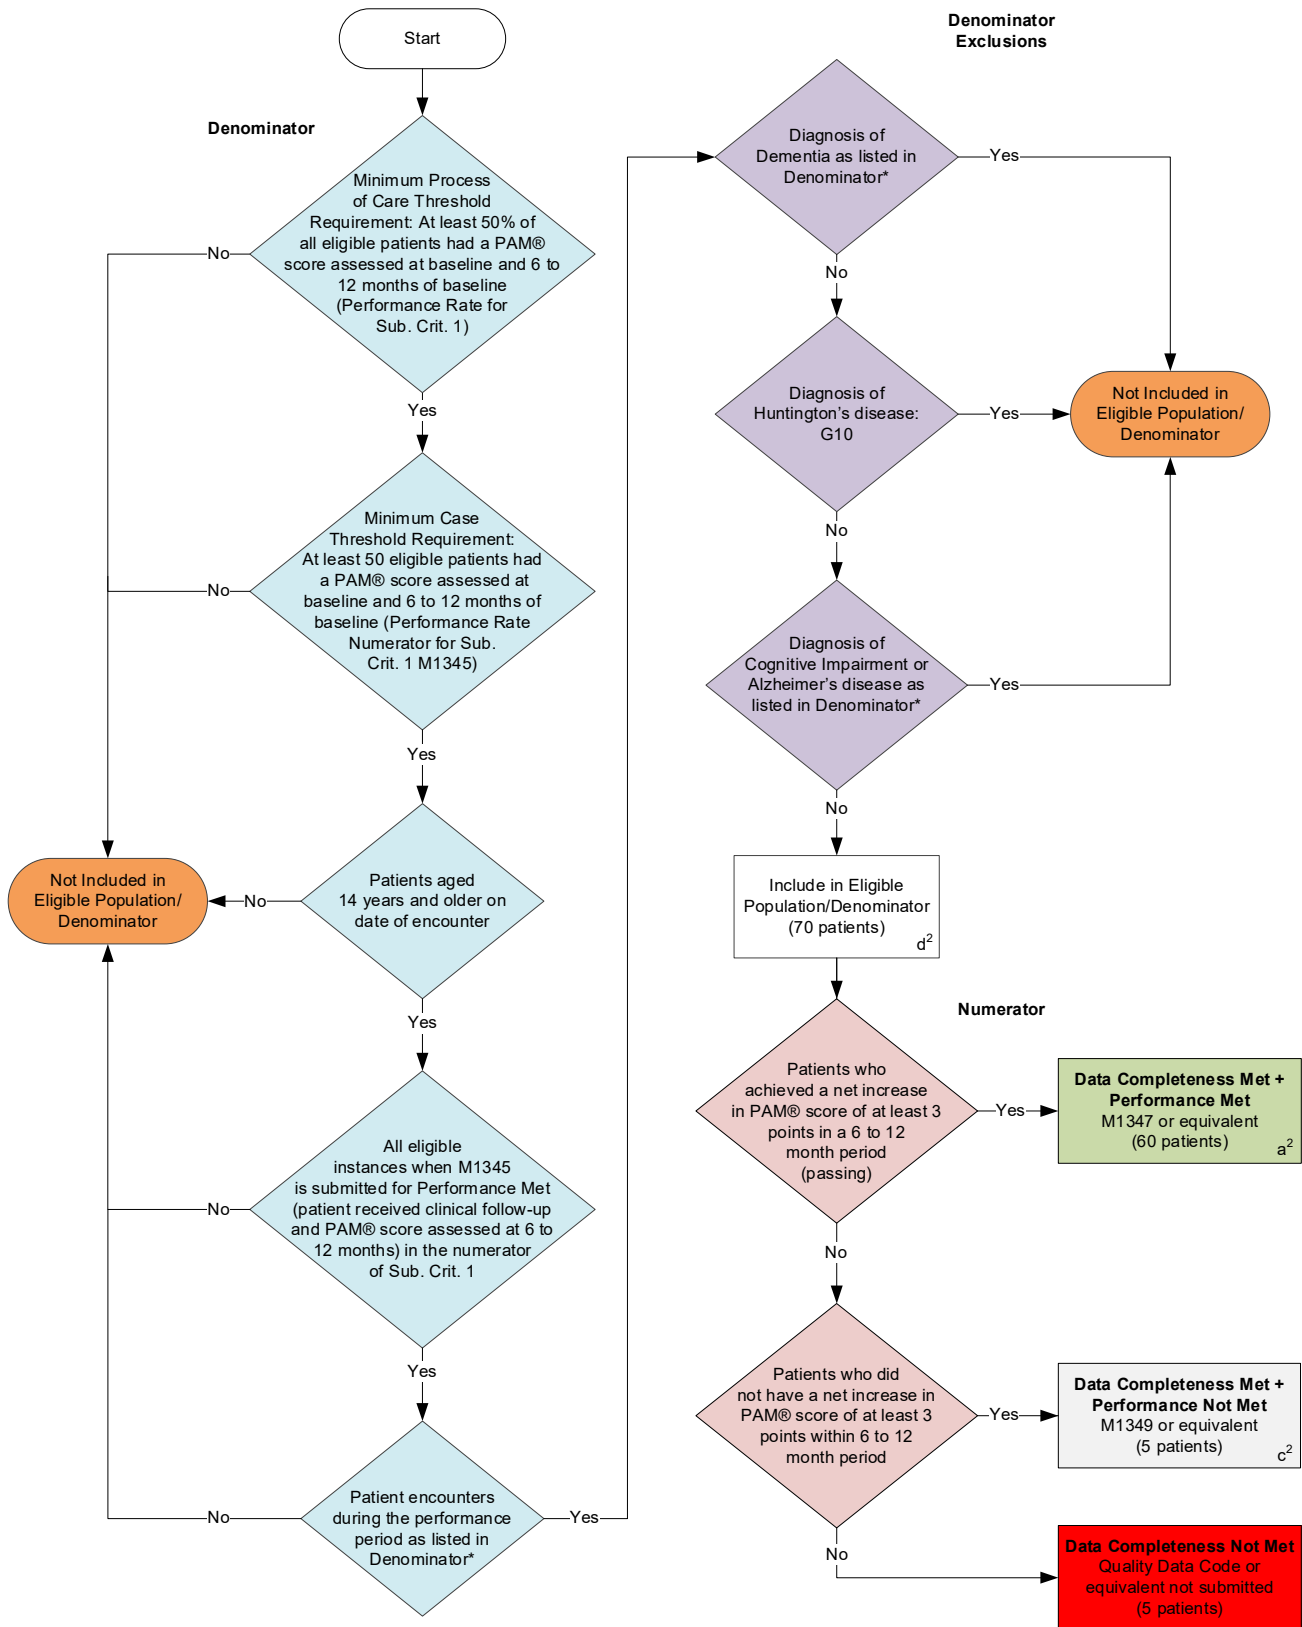 Start
Denominator
Minimum Process
of Care Threshold
Requirement: At least 50% of
all eligible patients had a PAM®
score assessed at baseline and 6 to
12 months of baseline
(Performance Rate for
Sub. Crit. 1)
No
Yes
Minimum Case
Threshold Requirement:
At least 50 eligible patients had
a PAM® score assessed at
baseline and 6 to 12 months of
baseline (Performance Rate
Numerator for Sub.
Crit. 1 M1345)
No
Yes
Patients aged
14 years and older on
date of encounter
No
Not Included in
Eligible Population/
Denominator
Yes
All eligible
instances when M1345
is submitted for Performance Met
(patient received clinical follow-up
and PAM® score assessed at 6 to
12 months) in the numerator
of Sub. Crit. 1
No
Yes
Patient encounters
during the performance
period as listed in
Denominator*
No
Yes
Denominator
Exclusions
Diagnosis of
Dementia as listed in
Denominator*
Yes
No
Diagnosis of
Huntington’s disease:
G10
Yes
Not Included in
Eligible Population/
Denominator
No
Diagnosis of
Cognitive Impairment or
Alzheimer’s disease as
listed in Denominator*
Yes
No
Include in Eligible
Population/Denominator
(70 patients)
d²
Numerator
Patients who
achieved a net increase
in PAM® score of at least 3
points in a 6 to 12
month period
(passing)
Yes
Data Completeness Met +
Performance Met
M1347 or equivalent
(60 patients)
a²
No
Patients who did
not have a net increase in
PAM® score of at least 3
points within 6 to 12
month period
Yes
Data Completeness Met +
Performance Not Met
M1349 or equivalent
(5 patients)
c²
No
Data Completeness Not Met
Quality Data Code or
equivalent not submitted
(5 patients)